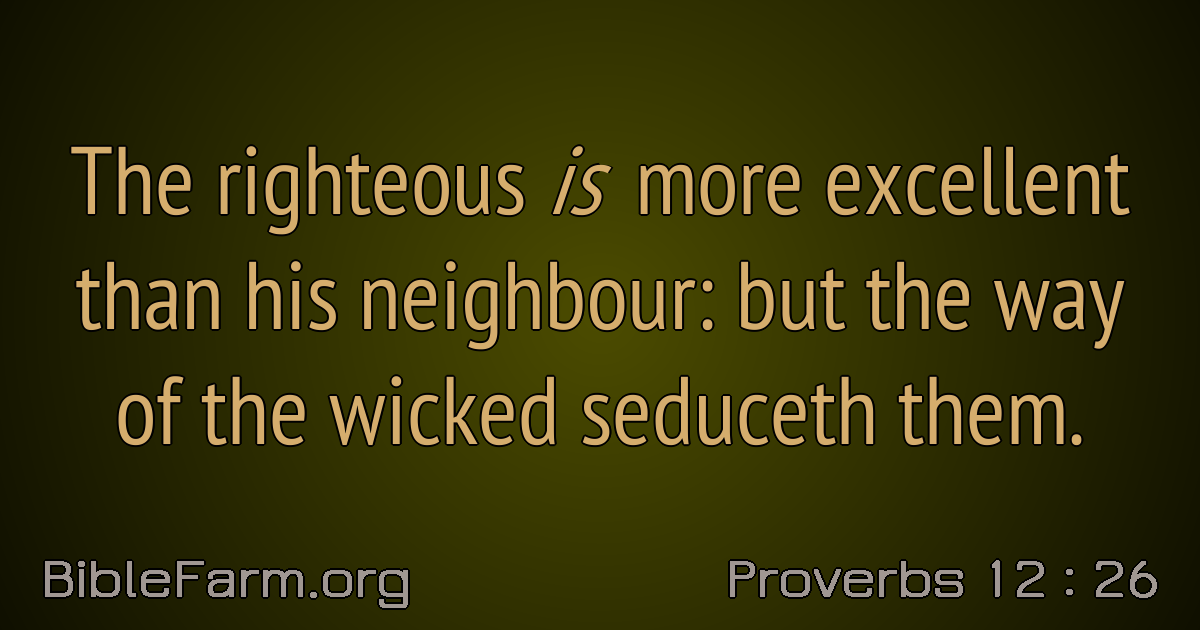 The righteous is more excellent
than his neighbour: but the way
of the wicked seduceth them.
BibleFarm.org
Proverbs 12 : 26